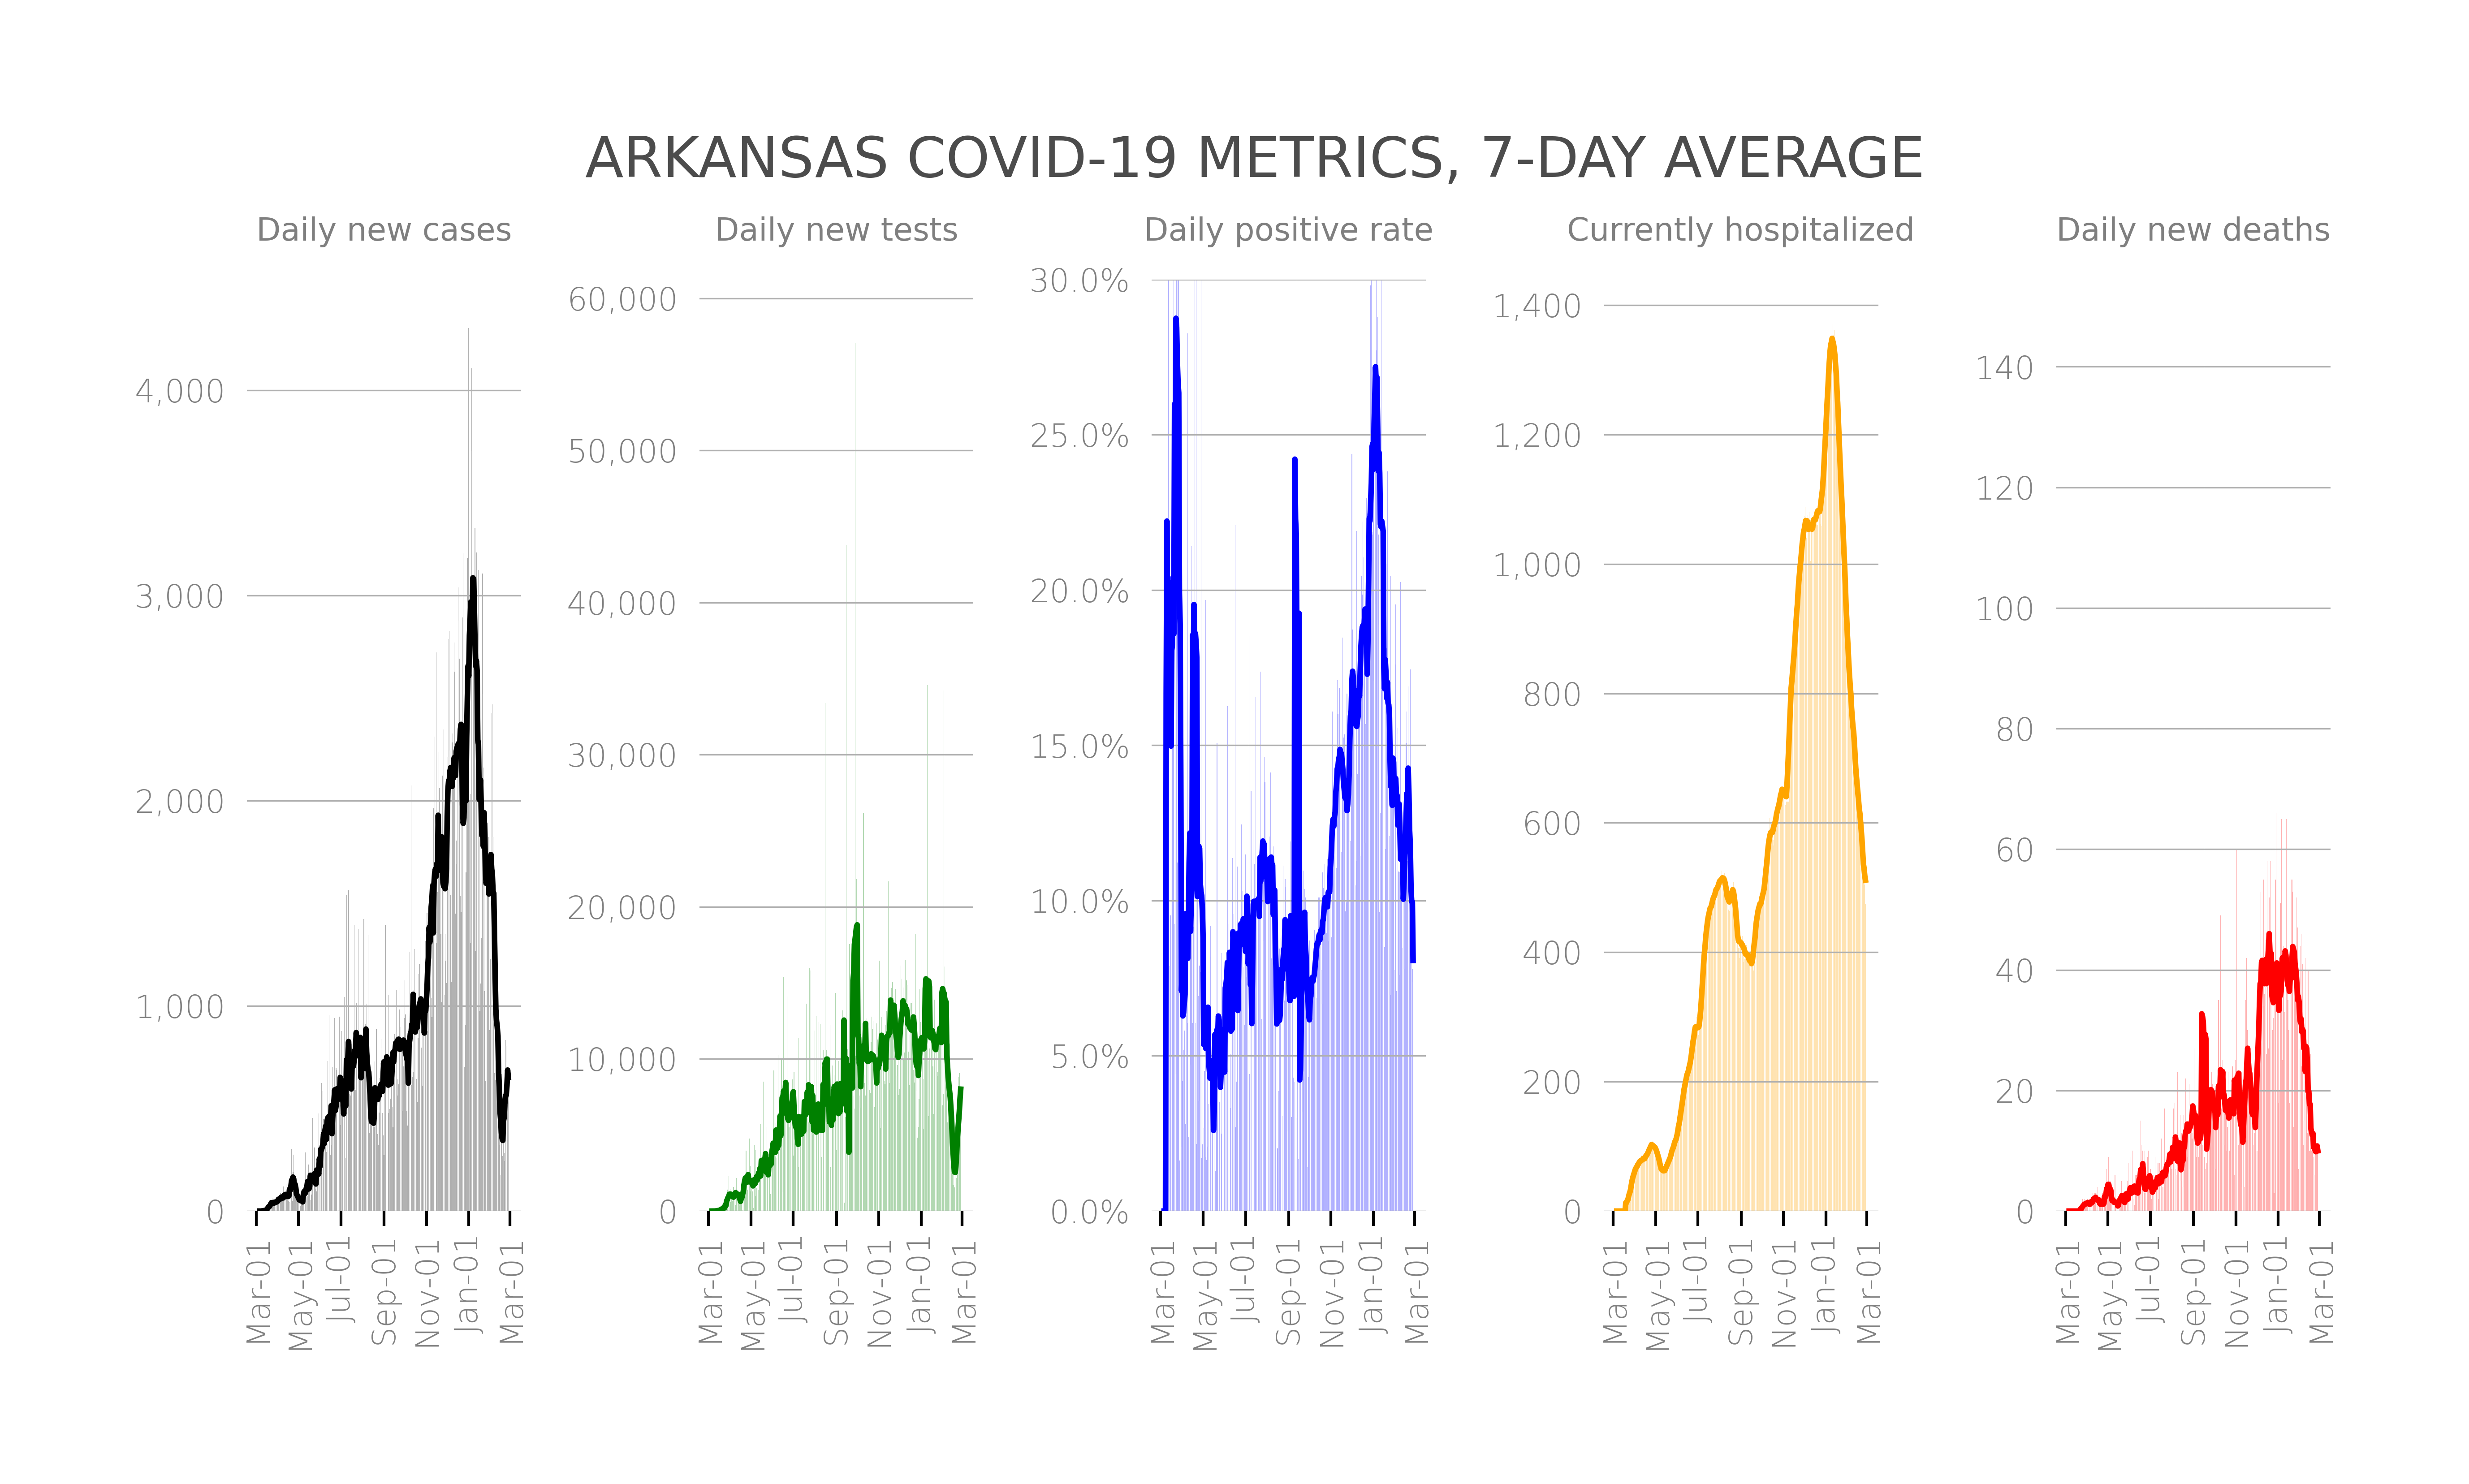 ARKANSAS COVID-19 METRICS, 7-DAY AVERAGE
Daily new cases
4,000
3,000
2,000
1,000
0
Mar-01
May-01
Jul-01
Sep-01
Nov-01
Jan-01
Mar-01
Daily new tests
60,000
50,000
40,000
30,000
20,000
10,000
0
Mar-01
May-01
Jul-01
Sep-01
Nov-01
Jan-01
Mar-01
Daily positive rate
30.0%
25.0%
20.0%
15.0%
10.0%
5.0%
0.0%
Mar-01
May-01
Jul-01
Sep-01
Nov-01
Jan-01
Mar-01
Currently hospitalized
1,400
1,200
1,000
800
600
400
200
0
Mar-01
May-01
Jul-01
Sep-01
Nov-01
Jan-01
Mar-01
Daily new deaths
140
120
100
80
60
40
20
0
Mar-01
May-01
Jul-01
Sep-01
Nov-01
Jan-01
Mar-01